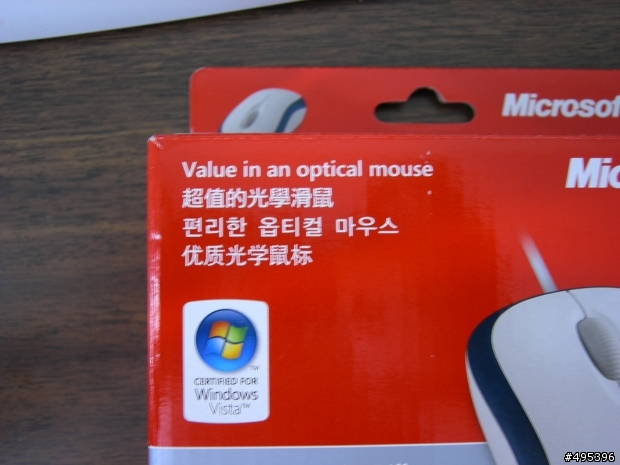 Value in an optical mouse
超值的光學滑鼠
편리한 옵티컬 마우스
优质光学鼠标
CERTIFIED FOR
Windows
Vista™
#495396